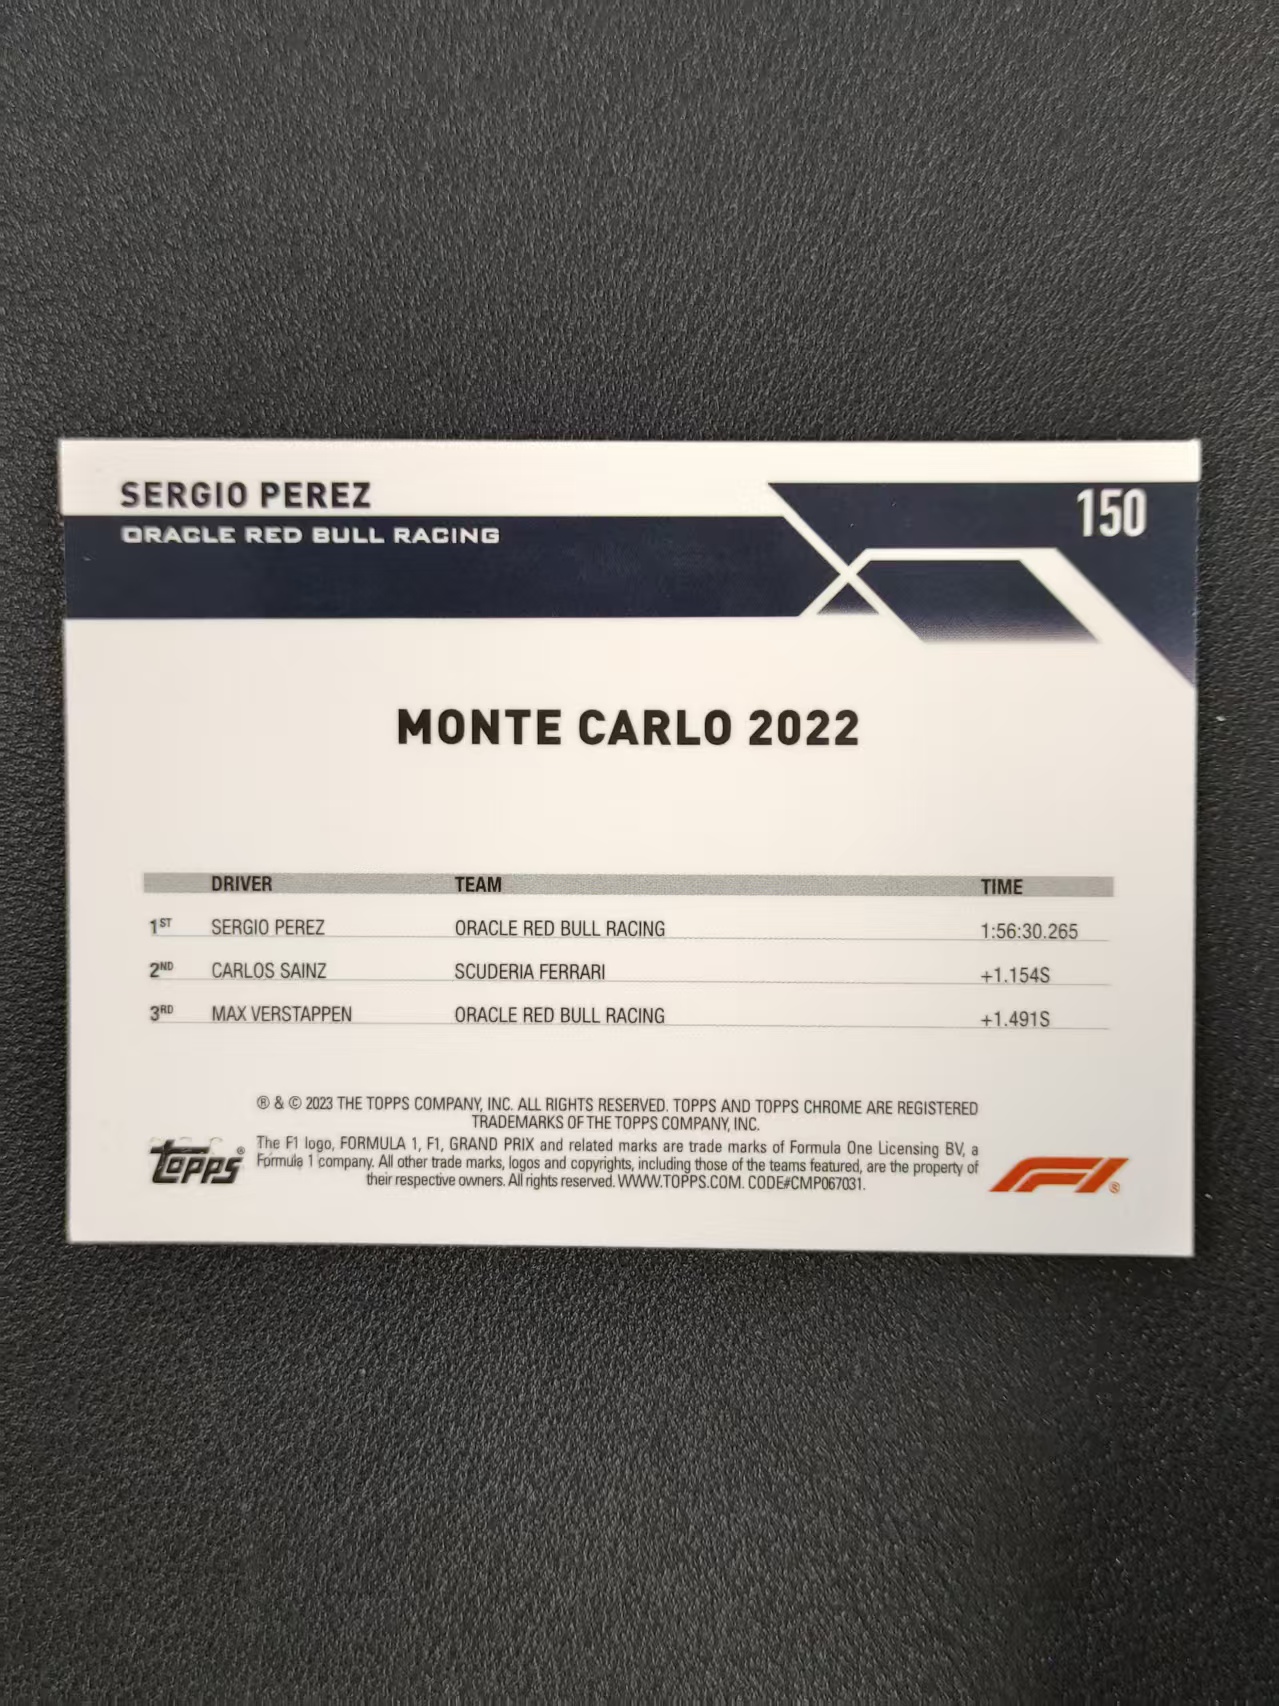 SERGIO PEREZ
150
ORACLE RED BULL RACING
MONTE CARLO 2022
DRIVER TEAM TIME
1ST SERGIO PEREZ ORACLE RED BULL RACING 1:56:30.265
2ND CARLOS SAINZ SCUDERIA FERRARI +1.154S
3RD MAX VERSTAPPEN ORACLE RED BULL RACING +1.491S
® & © 2023 THE TOPPS COMPANY, INC. ALL RIGHTS RESERVED. TOPPS AND TOPPS CHROME ARE REGISTERED
TRADEMARKS OF THE TOPPS COMPANY, INC.
The F1 logo, FORMULA 1, F1, GRAND PRIX and related marks are trade marks of Formula One Licensing BV, a
Formula 1 company. All other trade marks, logos and copyrights, including those of the teams featured, are the property of
their respective owners. All rights reserved. WWW.TOPPS.COM. CODE#CMP067031.
Topps®
F1®